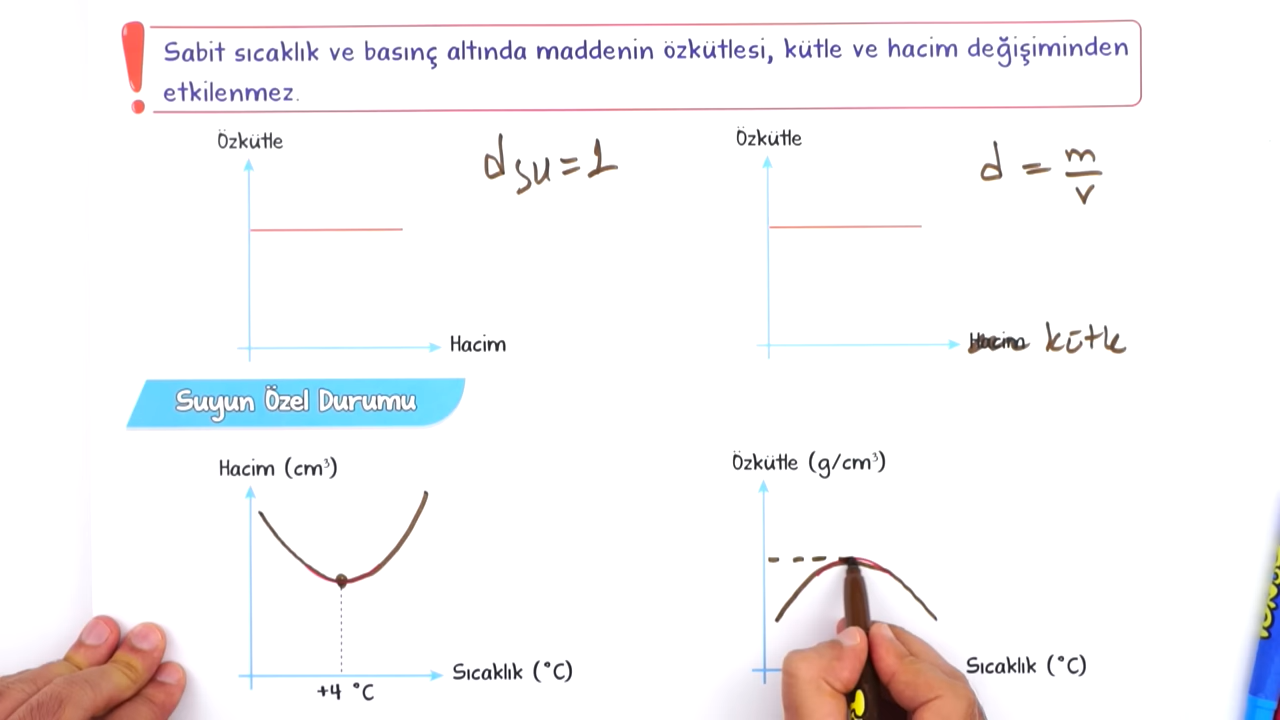 Sabit sıcaklık ve basınç altında maddenin özkütlesi, kütle ve hacim değişiminden
etkilenmez.
Özkütle
dsu=1
Hacim
Özkütle
d = m/v
Hacim kütle
Suyun Özel Durumu
Hacim (cm³)
+4 °C
Sıcaklık (°C)
Özkütle (g/cm³)
Sıcaklık (°C)